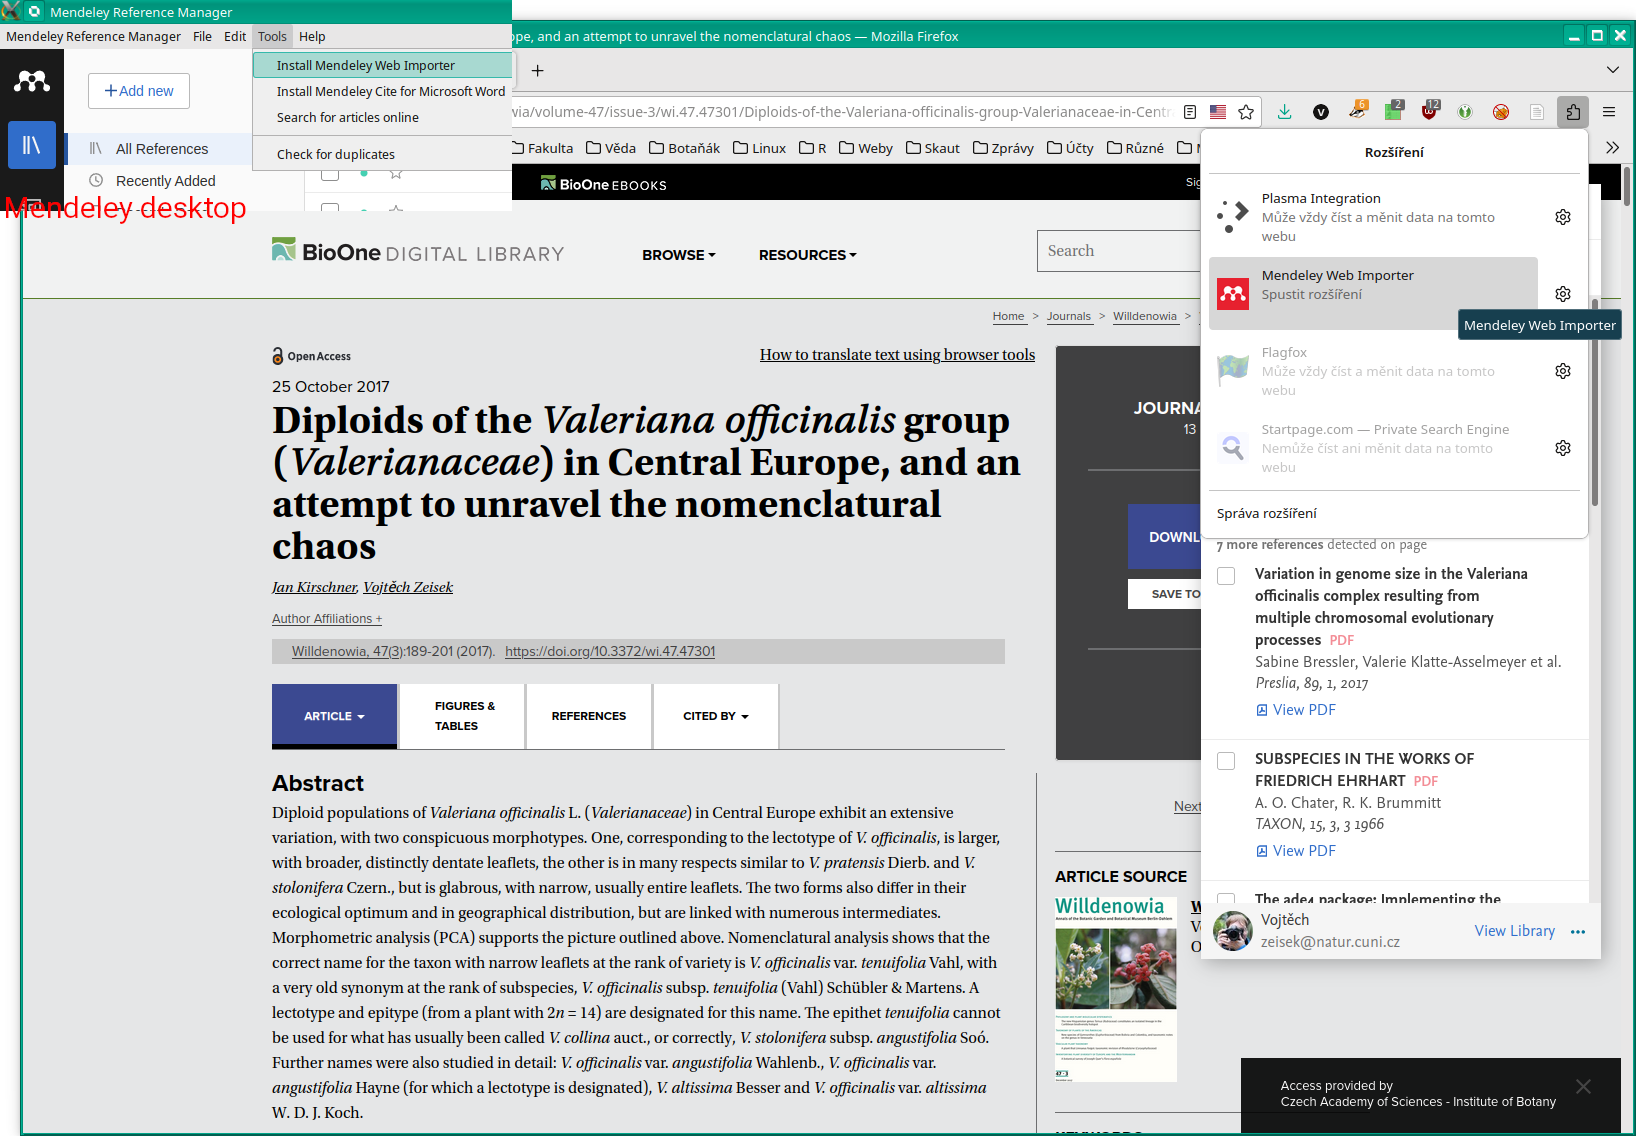 Mendeley Reference Manager
Mendeley Reference Manager File Edit Tools Help
Install Mendeley Web Importer
Install Mendeley Cite for Microsoft Word
Search for articles online
Check for duplicates
+Add new
All References
Recently Added
Mendeley desktop
ope, and an attempt to unravel the nomenclatural chaos — Mozilla Firefox
via/volume-47/issue-3/wi.47.47301/Diploids-of-the-Valeriana-officinalis-group-Valerianaceae-in-Centr
6 2 12
Fakulta Věda Botaňák Linux R Weby Skaut Zprávy Účty Různé
BioOne EBOOKS
BioOne DIGITAL LIBRARY
BROWSE RESOURCES
Search
Home > Journals > Willdenowia >
Open Access
How to translate text using browser tools
25 October 2017
Diploids of the Valeriana officinalis group
(Valerianaceae) in Central Europe, and an
attempt to unravel the nomenclatural
chaos
Jan Kirschner, Vojtěch Zeisek
Author Affiliations +
Willdenowia, 47(3):189-201 (2017). https://doi.org/10.3372/wi.47.47301
ARTICLE
FIGURES &
TABLES
REFERENCES
CITED BY
Abstract
Diploid populations of Valeriana officinalis L. (Valerianaceae) in Central Europe exhibit an extensive
variation, with two conspicuous morphotypes. One, corresponding to the lectotype of V. officinalis, is larger,
with broader, distinctly dentate leaflets, the other is in many respects similar to V. pratensis Dierb. and V.
stolonifera Czern., but is glabrous, with narrow, usually entire leaflets. The two forms also differ in their
ecological optimum and in geographical distribution, but are linked with numerous intermediates.
Morphometric analysis (PCA) supports the picture outlined above. Nomenclatural analysis shows that the
correct name for the taxon with narrow leaflets at the rank of variety is V. officinalis var. tenuifolia Vahl, with
a very old synonym at the rank of subspecies, V. officinalis subsp. tenuifolia (Vahl) Schübler & Martens. A
lectotype and epitype (from a plant with 2n = 14) are designated for this name. The epithet tenuifolia cannot
be used for what has usually been called V. collina auct., or correctly, V. stolonifera subsp. angustifolia Soó.
Further names were also studied in detail: V. officinalis var. angustifolia Wahlenb., V. officinalis var.
angustifolia Hayne (for which a lectotype is designated), V. altissima Besser and V. officinalis var. altissima
W. D. J. Koch.
JOURNA
13
DOWNL
SAVE TO
Next
ARTICLE SOURCE
Willdenowia
Rozšíření
Plasma Integration
Může vždy číst a měnit data na tomto
webu
Mendeley Web Importer
Spustit rozšíření
Mendeley Web Importer
Flagfox
Může vždy číst a měnit data na tomto
webu
Startpage.com — Private Search Engine
Nemůže číst ani měnit data na tomto
webu
Správa rozšíření
7 more references detected on page
Variation in genome size in the Valeriana
officinalis complex resulting from
multiple chromosomal evolutionary
processes PDF
Sabine Bressler, Valerie Klatte-Asselmeyer et al.
Preslia, 89, 1, 2017
View PDF
SUBSPECIES IN THE WORKS OF
FRIEDRICH EHRHART PDF
A. O. Chater, R. K. Brummitt
TAXON, 15, 3, 3 1966
View PDF
The ade4 package: Implementing the
Vojtěch
zeisek@natur.cuni.cz
View Library
Access provided by
Czech Academy of Sciences - Institute of Botany